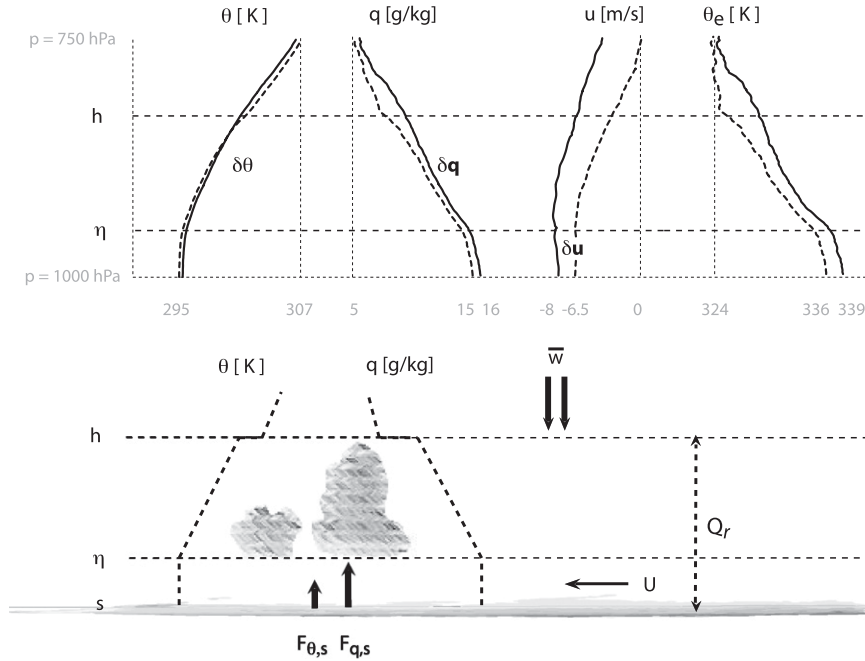 θ [ K]
q [g/kg]
u [m/s]
θe [ K]
p = 750 hPa
h
δθ
δq
η
δu
p = 1000 hPa
295
307
5
15
16
-8
-6.5
0
324
336
339
θ [ K]
q [g/kg]
w̅
h
Qr
η
U
s
Fθ,s
Fq,s